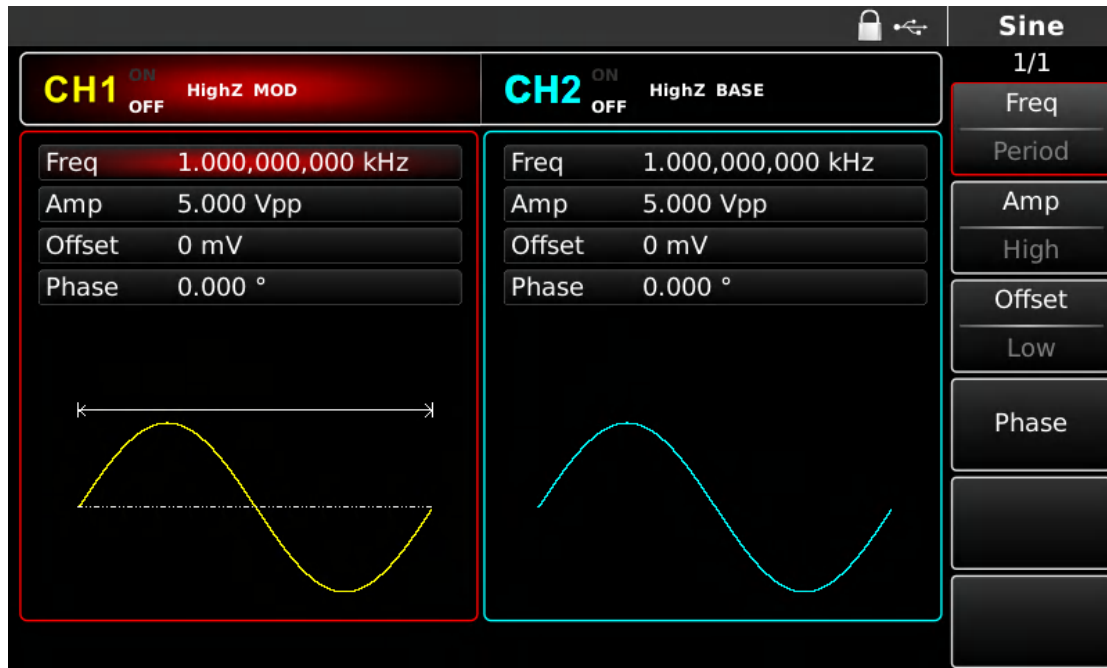 Sine
1/1
CH1 ON OFF HighZ MOD
CH2 ON OFF HighZ BASE
Freq 1.000,000,000 kHz
Amp 5.000 Vpp
Offset 0 mV
Phase 0.000 °
Freq 1.000,000,000 kHz
Amp 5.000 Vpp
Offset 0 mV
Phase 0.000 °
Freq
Period
Amp
High
Offset
Low
Phase